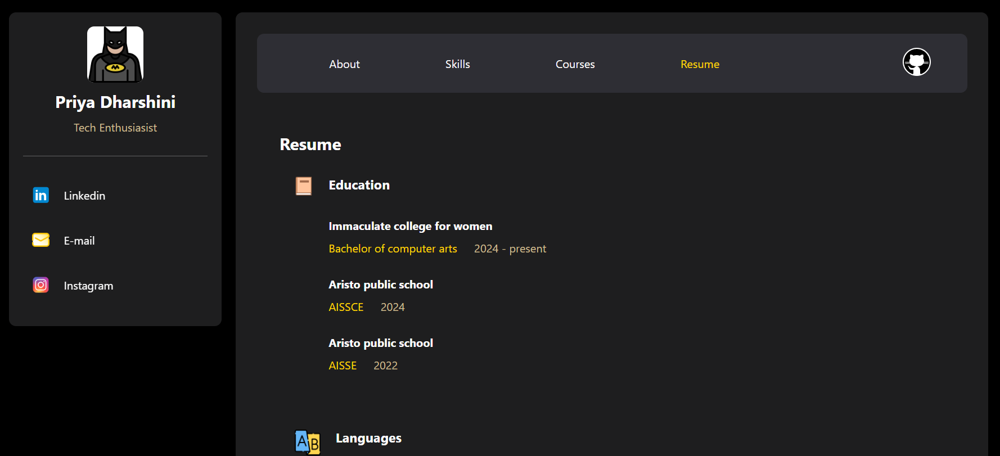 Priya Dharshini
Tech Enthusiasist
Linkedin
E-mail
Instagram
About Skills Courses Resume
Resume
Education
Immaculate college for women
Bachelor of computer arts 2024 - present
Aristo public school
AISSCE 2024
Aristo public school
AISSE 2022
Languages